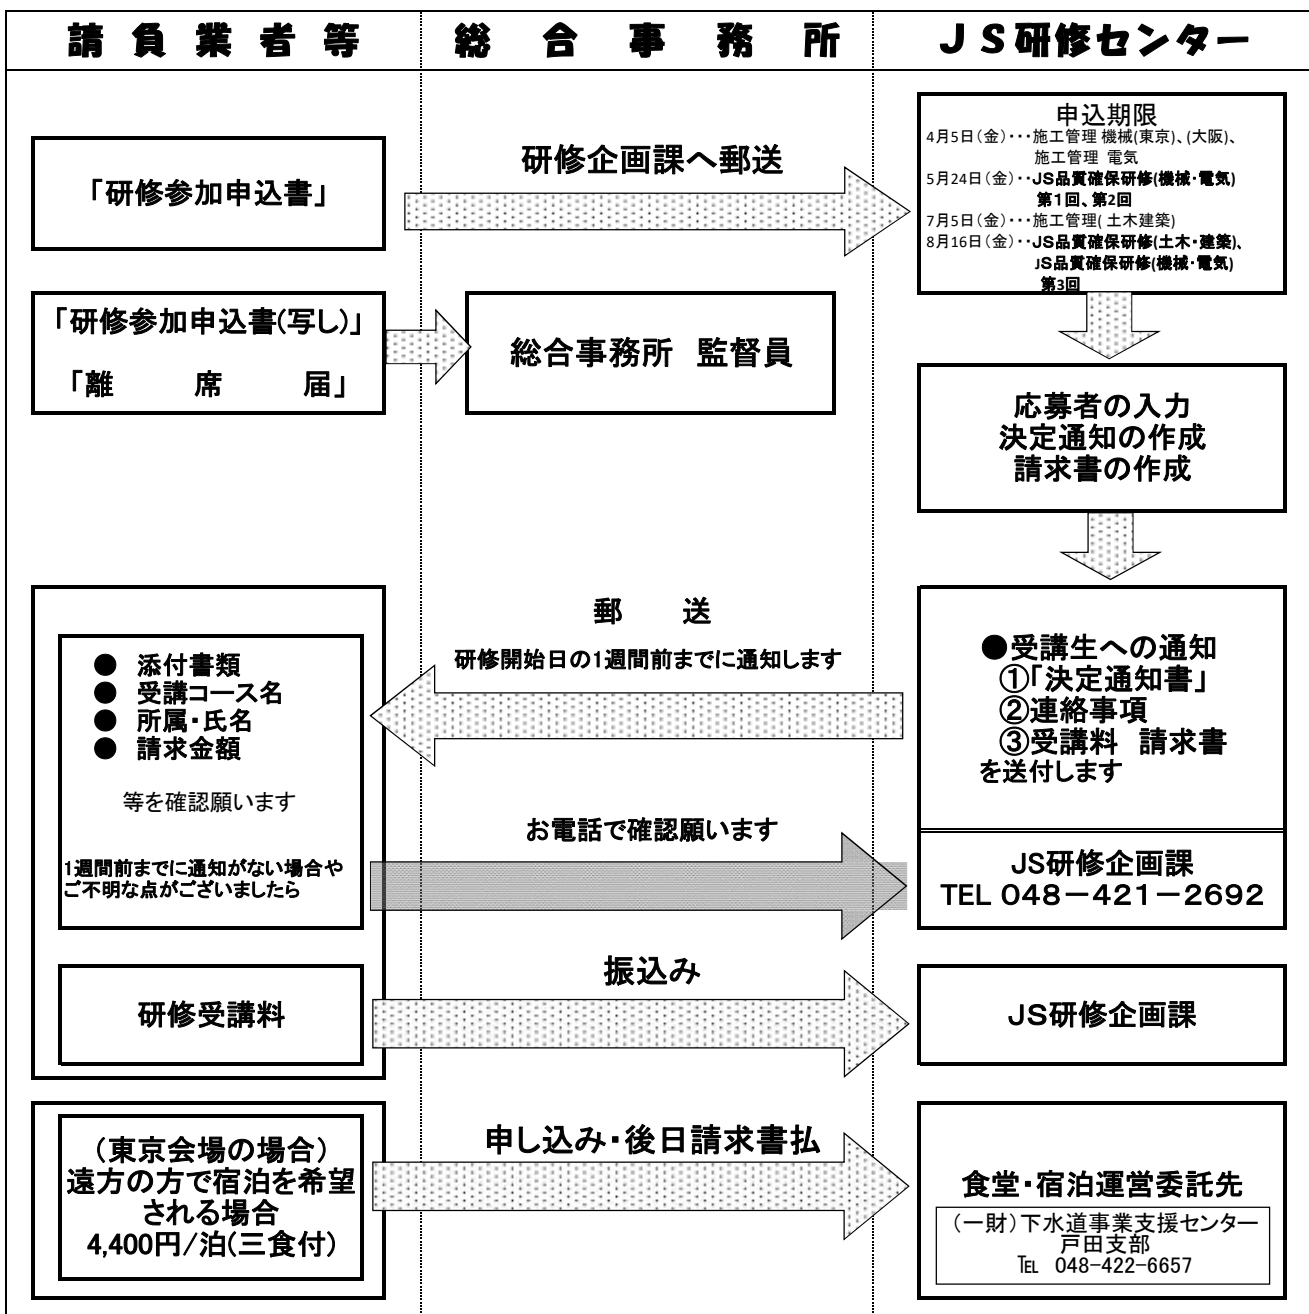 請負業者等
総合事務所
JS研修センター
「研修参加申込書」
研修企画課へ郵送
申込期限
4月5日(金)・・・施工管理 機械(東京)、(大阪)、
施工管理 電気
5月24日(金)・・JS品質確保研修(機械・電気)
第1回、第2回
7月5日(金)・・・施工管理( 土木建築)
8月16日(金)・・JS品質確保研修(土木・建築)、
JS品質確保研修(機械・電気)
第3回
「研修参加申込書(写し)」
「離 席 届」
総合事務所 監督員
応募者の入力
決定通知の作成
請求書の作成
郵 送
研修開始日の1週間前までに通知します
● 添付書類
● 受講コース名
● 所属・氏名
● 請求金額
等を確認願います
1週間前までに通知がない場合や
ご不明な点がございましたら
●受講生への通知
①「決定通知書」
②連絡事項
③受講料 請求書
を送付します
お電話で確認願います
JS研修企画課
TEL 048-421-2692
研修受講料
振込み
JS研修企画課
(東京会場の場合)
遠方の方で宿泊を希望
される場合
4,400円/泊(三食付)
申し込み・後日請求書払
食堂・宿泊運営委託先
(一財)下水道事業支援センター
戸田支部
℡ 048-422-6657